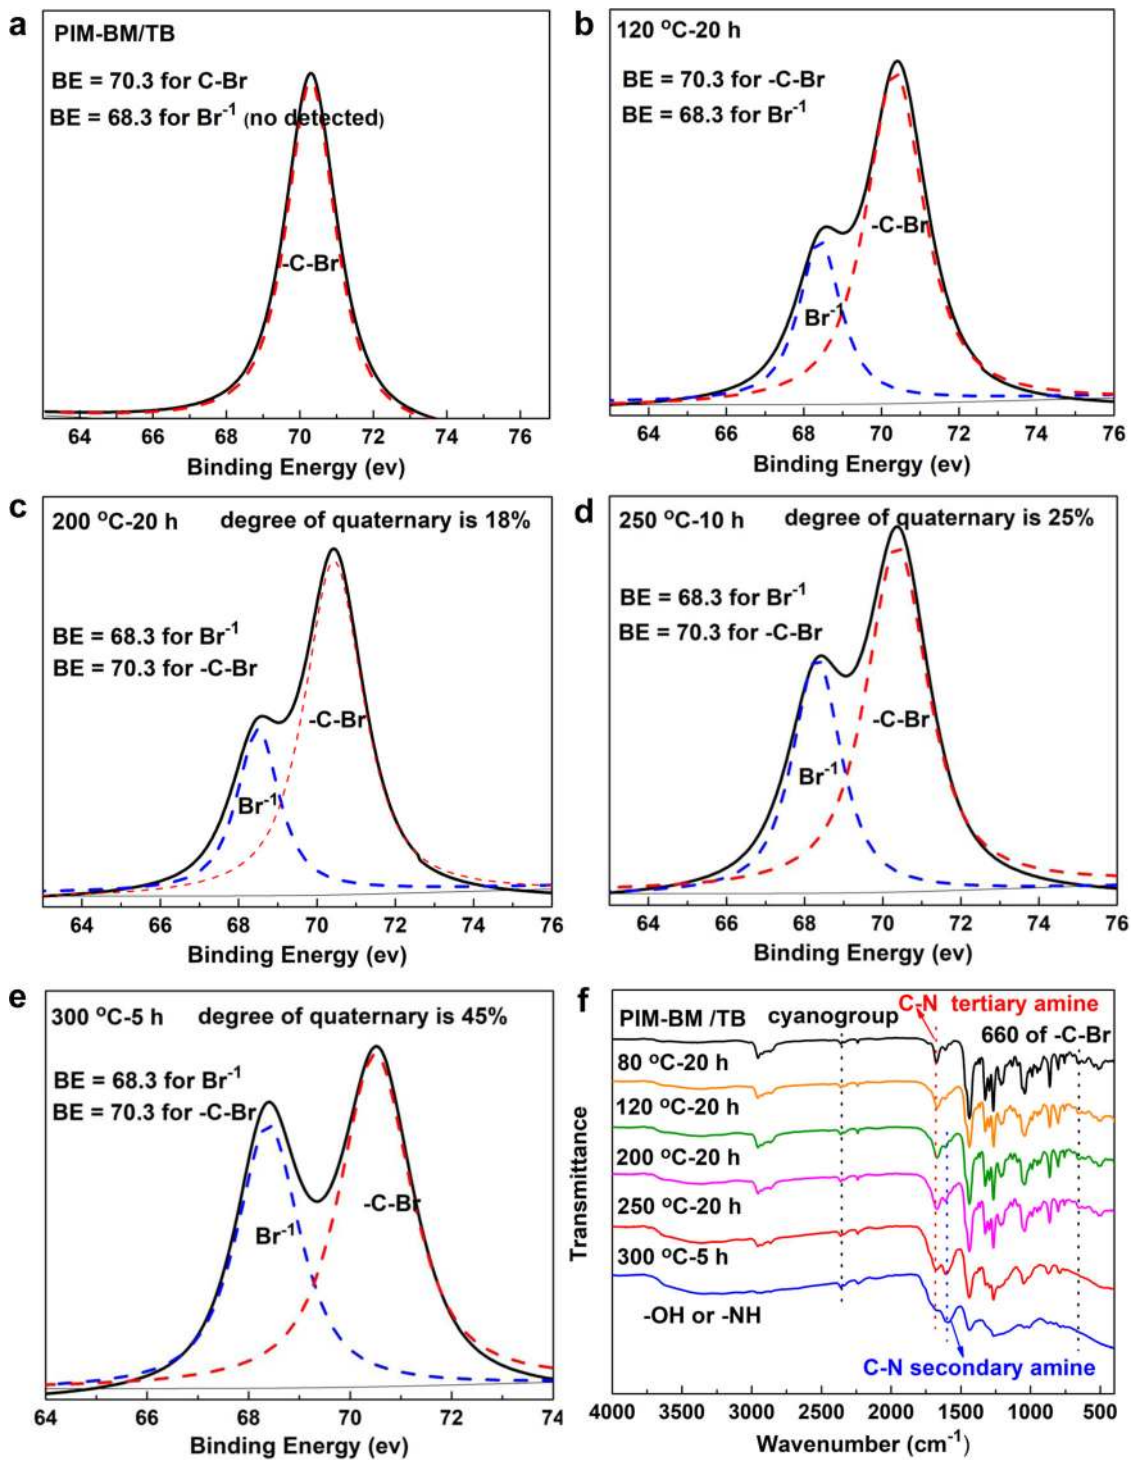 a
PIM-BM/TB
BE = 70.3 for C-Br
BE = 68.3 for Br⁻¹ (no detected)
-C-Br
64 66 68 70 72 74 76
Binding Energy (ev)
b
120 °C-20 h
BE = 70.3 for -C-Br
BE = 68.3 for Br⁻¹
-C-Br
Br⁻¹
64 66 68 70 72 74 76
Binding Energy (ev)
c
200 °C-20 h degree of quaternary is 18%
BE = 68.3 for Br⁻¹
BE = 70.3 for -C-Br
-C-Br
Br⁻¹
64 66 68 70 72 74 76
Binding Energy (ev)
d
250 °C-10 h degree of quaternary is 25%
BE = 68.3 for Br⁻¹
BE = 70.3 for -C-Br
-C-Br
Br⁻¹
64 66 68 70 72 74 76
Binding Energy (ev)
e
300 °C-5 h degree of quaternary is 45%
BE = 68.3 for Br⁻¹
BE = 70.3 for -C-Br
-C-Br
Br⁻¹
64 66 68 70 72 74
Binding Energy (ev)
f
C-N tertiary amine
PIM-BM /TB cyanogroup 660 of -C-Br
80 °C-20 h
120 °C-20 h
200 °C-20 h
250 °C-20 h
300 °C-5 h
-OH or -NH
C-N secondary amine
Transmittance
4000 3500 3000 2500 2000 1500 1000 500
Wavenumber (cm⁻¹)